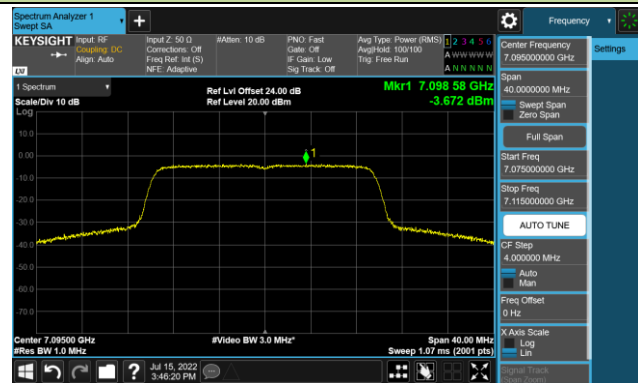 Spectrum Analyzer 1
Swept SA
Frequency
KEYSIGHT
Input: RF
Coupling: DC
Align: Auto
Input Z: 50 Ω
Corrections: Off
Freq Ref: Int (S)
NFE: Adaptive
#Atten: 10 dB
PNO: Fast
Gate: Off
IF Gain: Low
Sig Track: Off
Avg Type: Power (RMS)
Avg|Hold: 100/100
Trig: Free Run
1 2 3 4 5 6
A W W W W W
A N N N N N
LXI
1 Spectrum
Scale/Div 10 dB
Ref Lvl Offset 24.00 dB
Ref Level 20.00 dBm
Mkr1 7.098 58 GHz
-3.672 dBm
Log
10.0
0.00
-10.0
-20.0
-30.0
-40.0
-50.0
-60.0
-70.0
1
Center 7.09500 GHz
#Res BW 1.0 MHz
#Video BW 3.0 MHz*
Span 40.00 MHz
Sweep 1.07 ms (2001 pts)
Jul 15, 2022
3:46:20 PM
Center Frequency
7.095000000 GHz
Settings
Span
40.0000000 MHz
Swept Span
Zero Span
Full Span
Start Freq
7.075000000 GHz
Stop Freq
7.115000000 GHz
AUTO TUNE
CF Step
4.000000 MHz
Auto
Man
Freq Offset
0 Hz
X Axis Scale
Log
Lin
Signal Track
(Span Zoom)